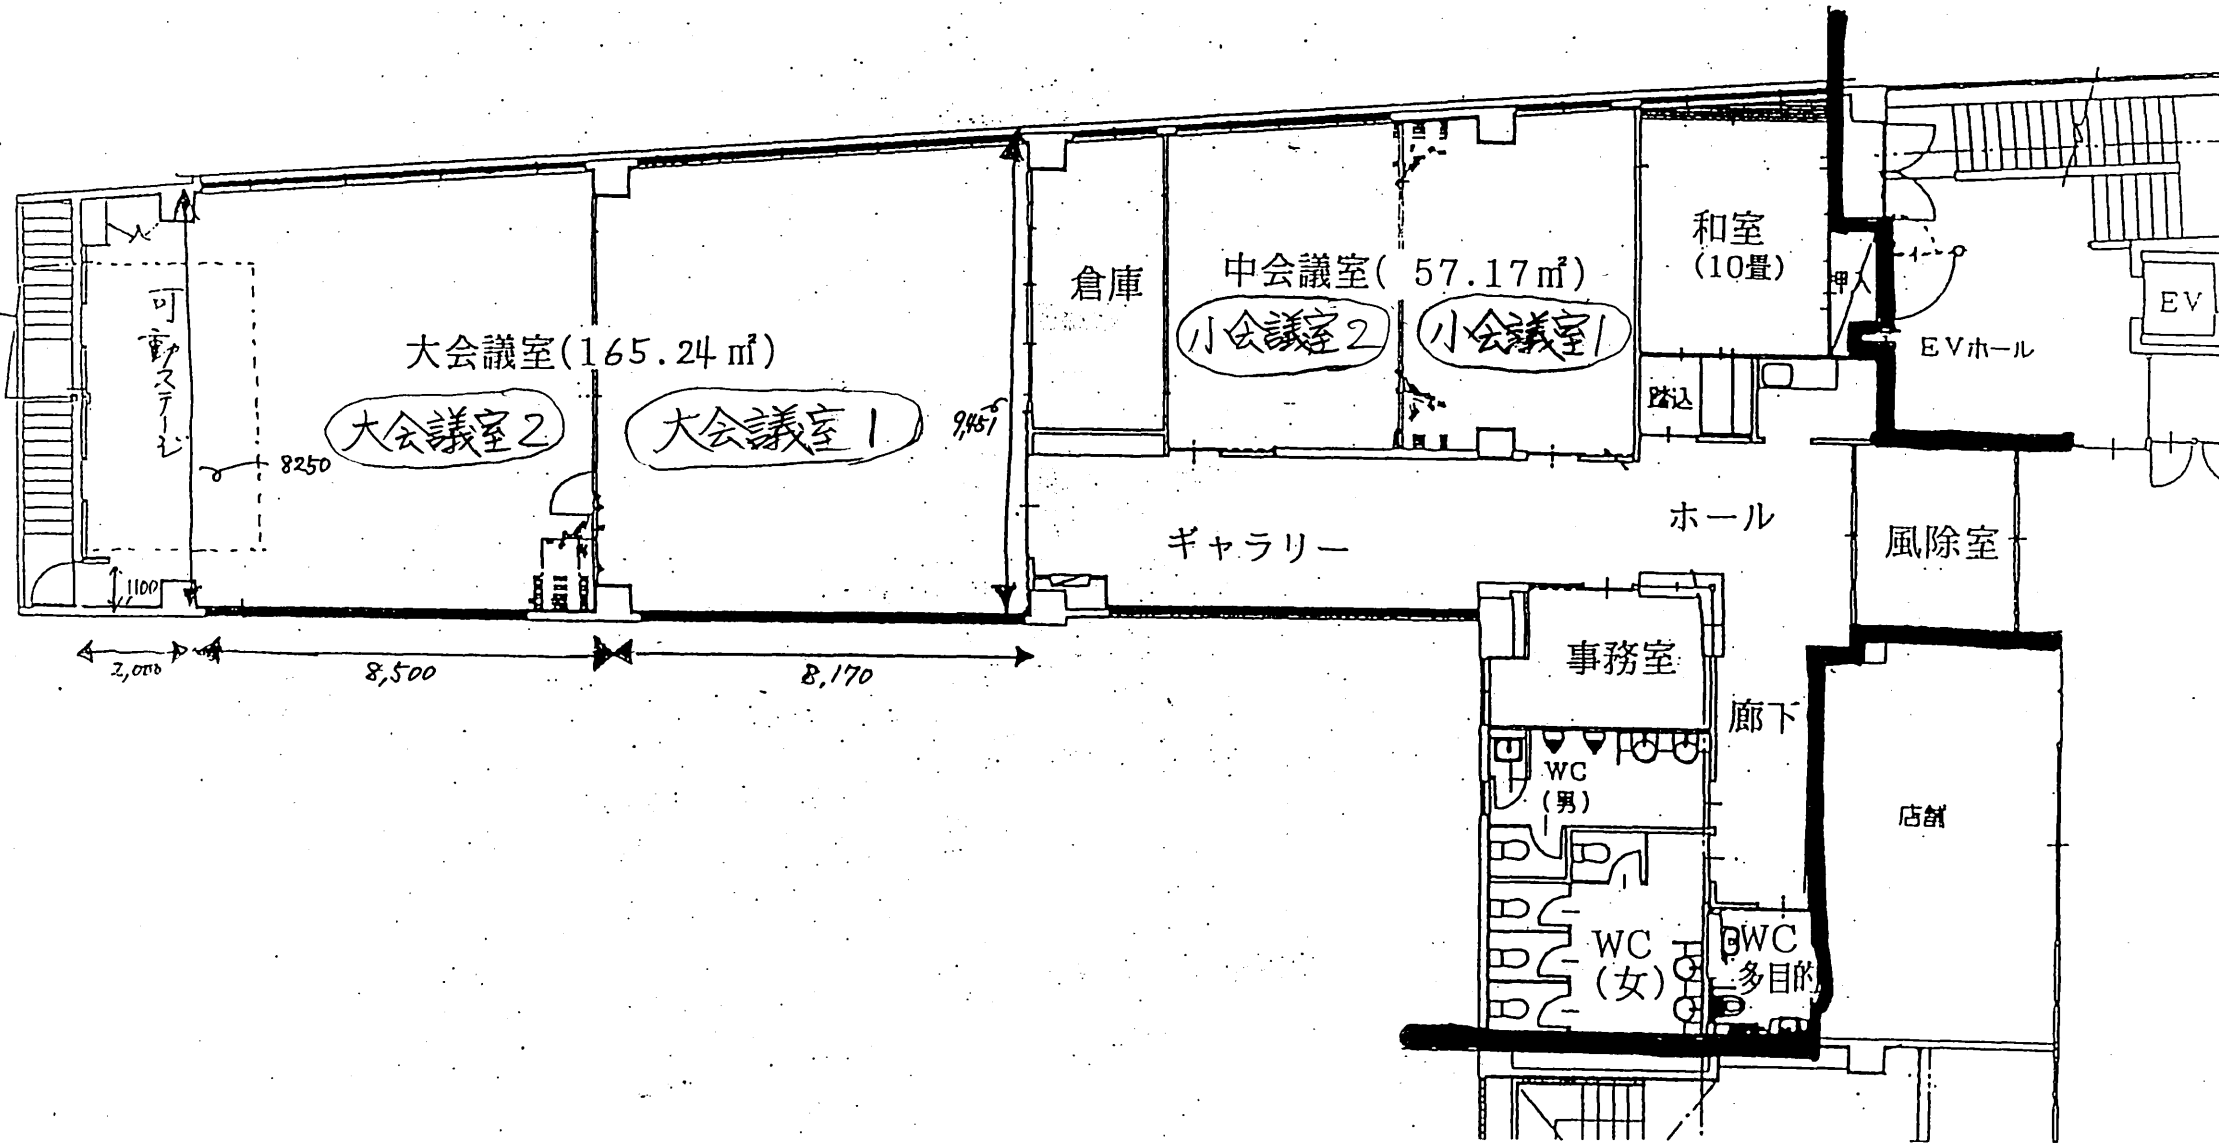 和室
(10畳)
押入
倉庫
中会議室( 57.17㎡)
小会議室2
小会議室1
EV
EVホール
可動ステージ
大会議室(165.24㎡)
大会議室2
大会議室1
9,451
踏込
8250
ギャラリー
ホール
風除室
1100
2,000
8,500
8,170
事務室
廊下
WC
(男)
店舗
WC
(女)
WC
多目的